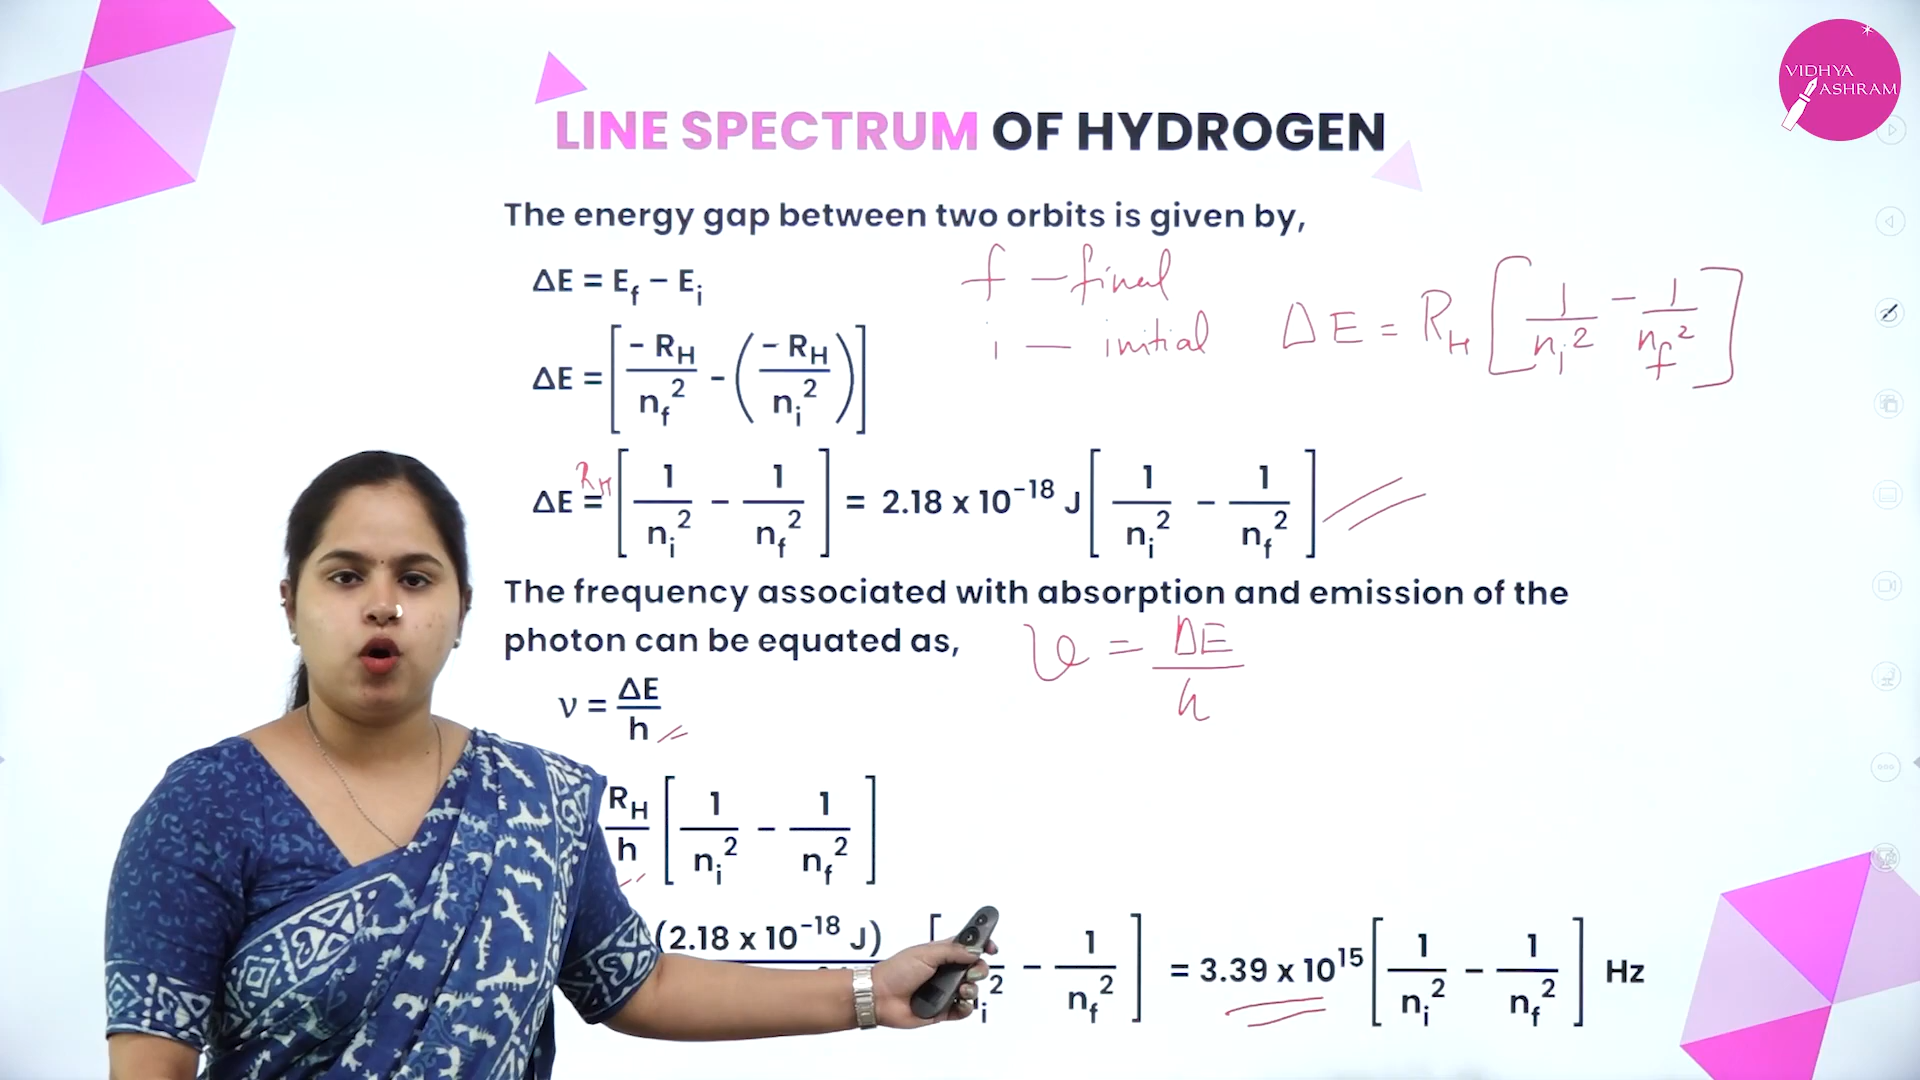 VIDHYA
ASHRAM
LINE SPECTRUM OF HYDROGEN
The energy gap between two orbits is given by,
ΔE = E_f − E_i
f — final
i — initial
ΔE = R_H [1/n_i² − 1/n_f²]
ΔE = [−R_H/n_f² − (−R_H/n_i²)]
ΔE = R_H [1/n_i² − 1/n_f²] = 2.18 x 10⁻¹⁸ J [1/n_i² − 1/n_f²]
The frequency associated with absorption and emission of the
photon can be equated as,
ν = ΔE/h
ν = ΔE/h
R_H/h [1/n_i² − 1/n_f²]
(2.18 x 10⁻¹⁸ J) [ /n_i² − 1/n_f²] = 3.39 x 10¹⁵ [1/n_i² − 1/n_f²] Hz